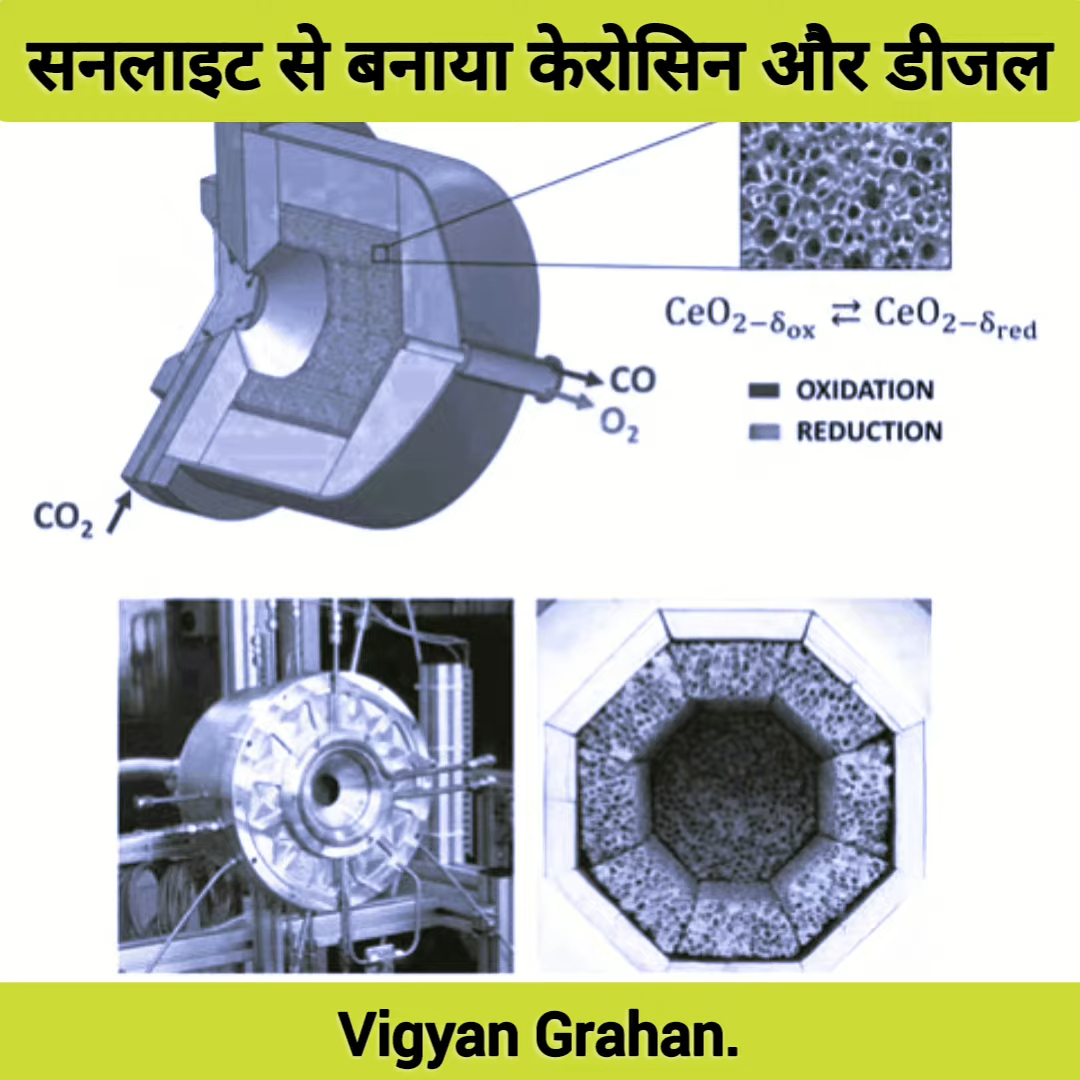 सनलाइट से बनाया केरोसिन और डीजल
CeO₂₋δₒₓ ⇄ CeO₂₋δred
CO
OXIDATION
O₂
REDUCTION
CO₂
Vigyan Grahan.